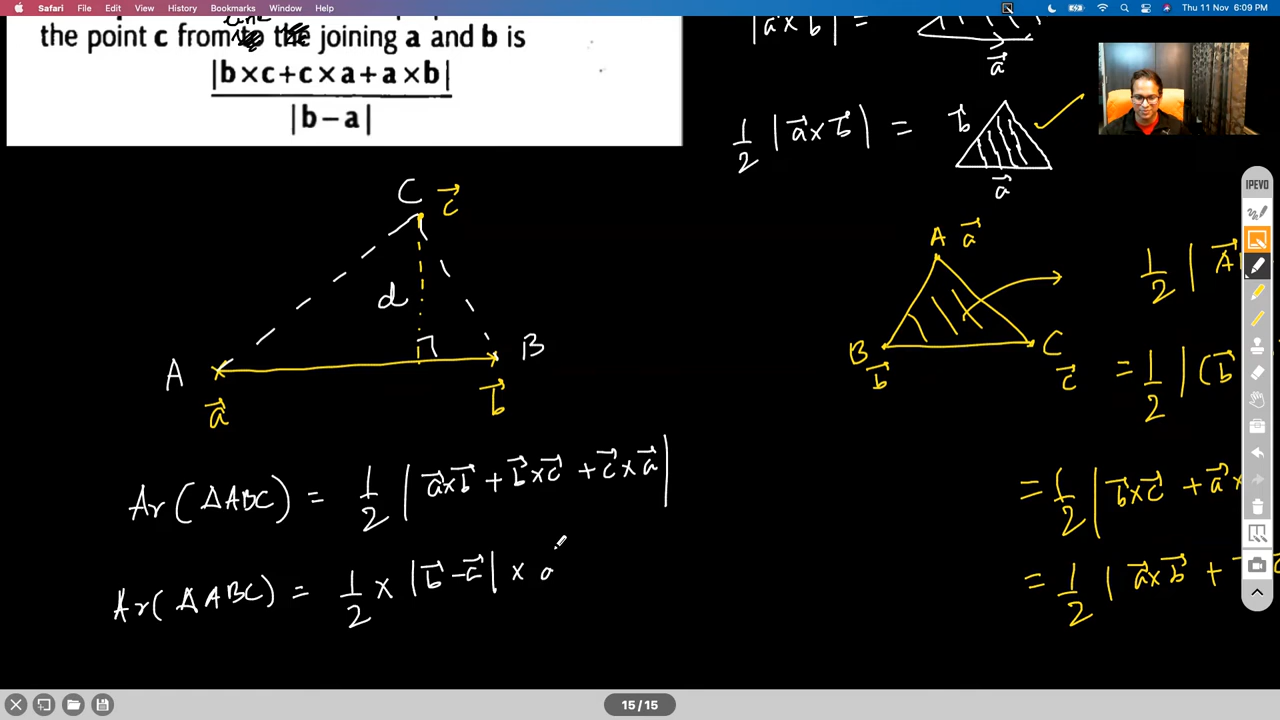 Safari File Edit View History Bookmarks Window Help Thu 11 Nov 6:09 PM
line
the point c from joining a and b is
|b×c+c×a+a×b|
|b−a|
|a⃗×b⃗| =
a⃗
1/2 |a⃗×b⃗| =
b⃗
a⃗
IPEVO
C c⃗
d
A
B
a⃗
b⃗
A a⃗
B
b⃗
C
c⃗
1/2 | A
= 1/2 | (b⃗
= 1/2 | b⃗×c⃗ + a⃗×
= 1/2 | a⃗×b⃗ +
Ar(ΔABC) = 1/2 |a⃗×b⃗ + b⃗×c⃗ + c⃗×a⃗|
Ar(ΔABC) = 1/2 × |b⃗−a⃗| ×
15/15